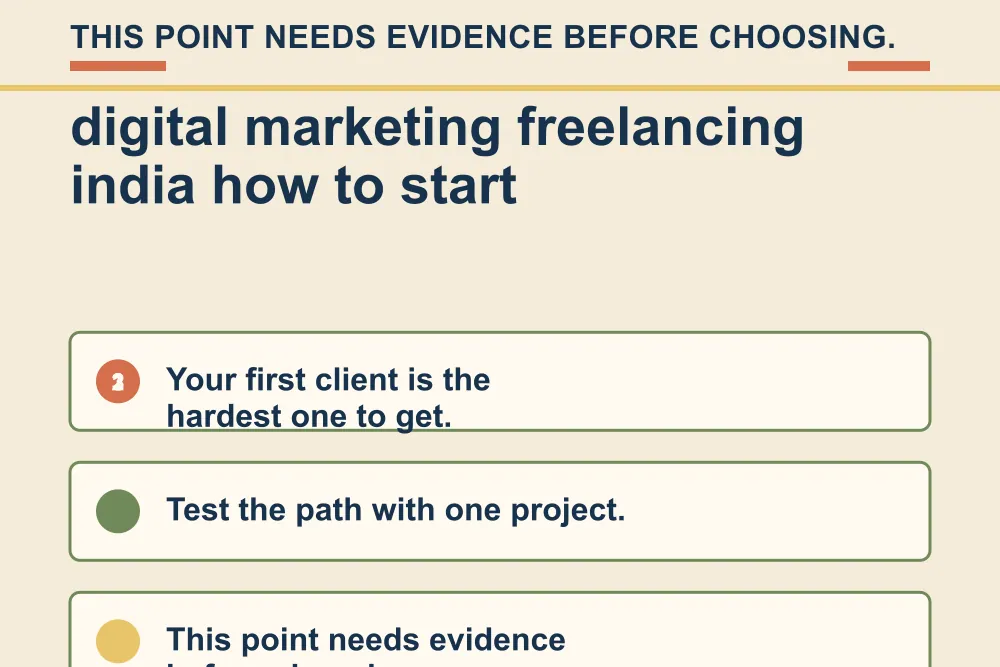 THIS POINT NEEDS EVIDENCE BEFORE CHOOSING.
digital marketing freelancing
india how to start
Your first client is the
hardest one to get.
Test the path with one project.
This point needs evidence